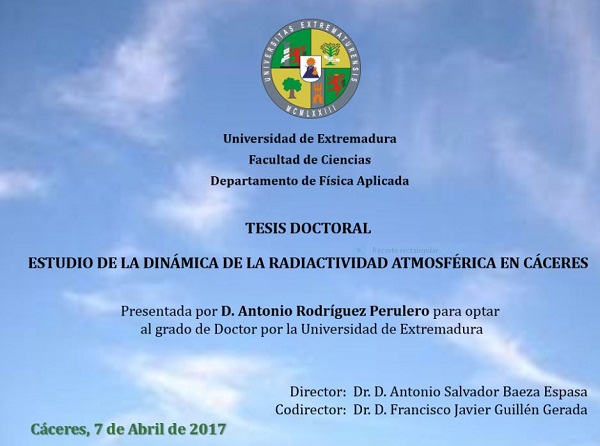 UNIVERSITAS EXTREMATURENSIS
MCMLXXIII
Universidad de Extremadura
Facultad de Ciencias
Departamento de Física Aplicada
TESIS DOCTORAL
Recorte rectangular
ESTUDIO DE LA DINÁMICA DE LA RADIACTIVIDAD ATMOSFÉRICA EN CÁCERES
Presentada por D. Antonio Rodríguez Perulero para optar
al grado de Doctor por la Universidad de Extremadura
Director: Dr. D. Antonio Salvador Baeza Espasa
Codirector: Dr. D. Francisco Javier Guillén Gerada
Cáceres, 7 de Abril de 2017